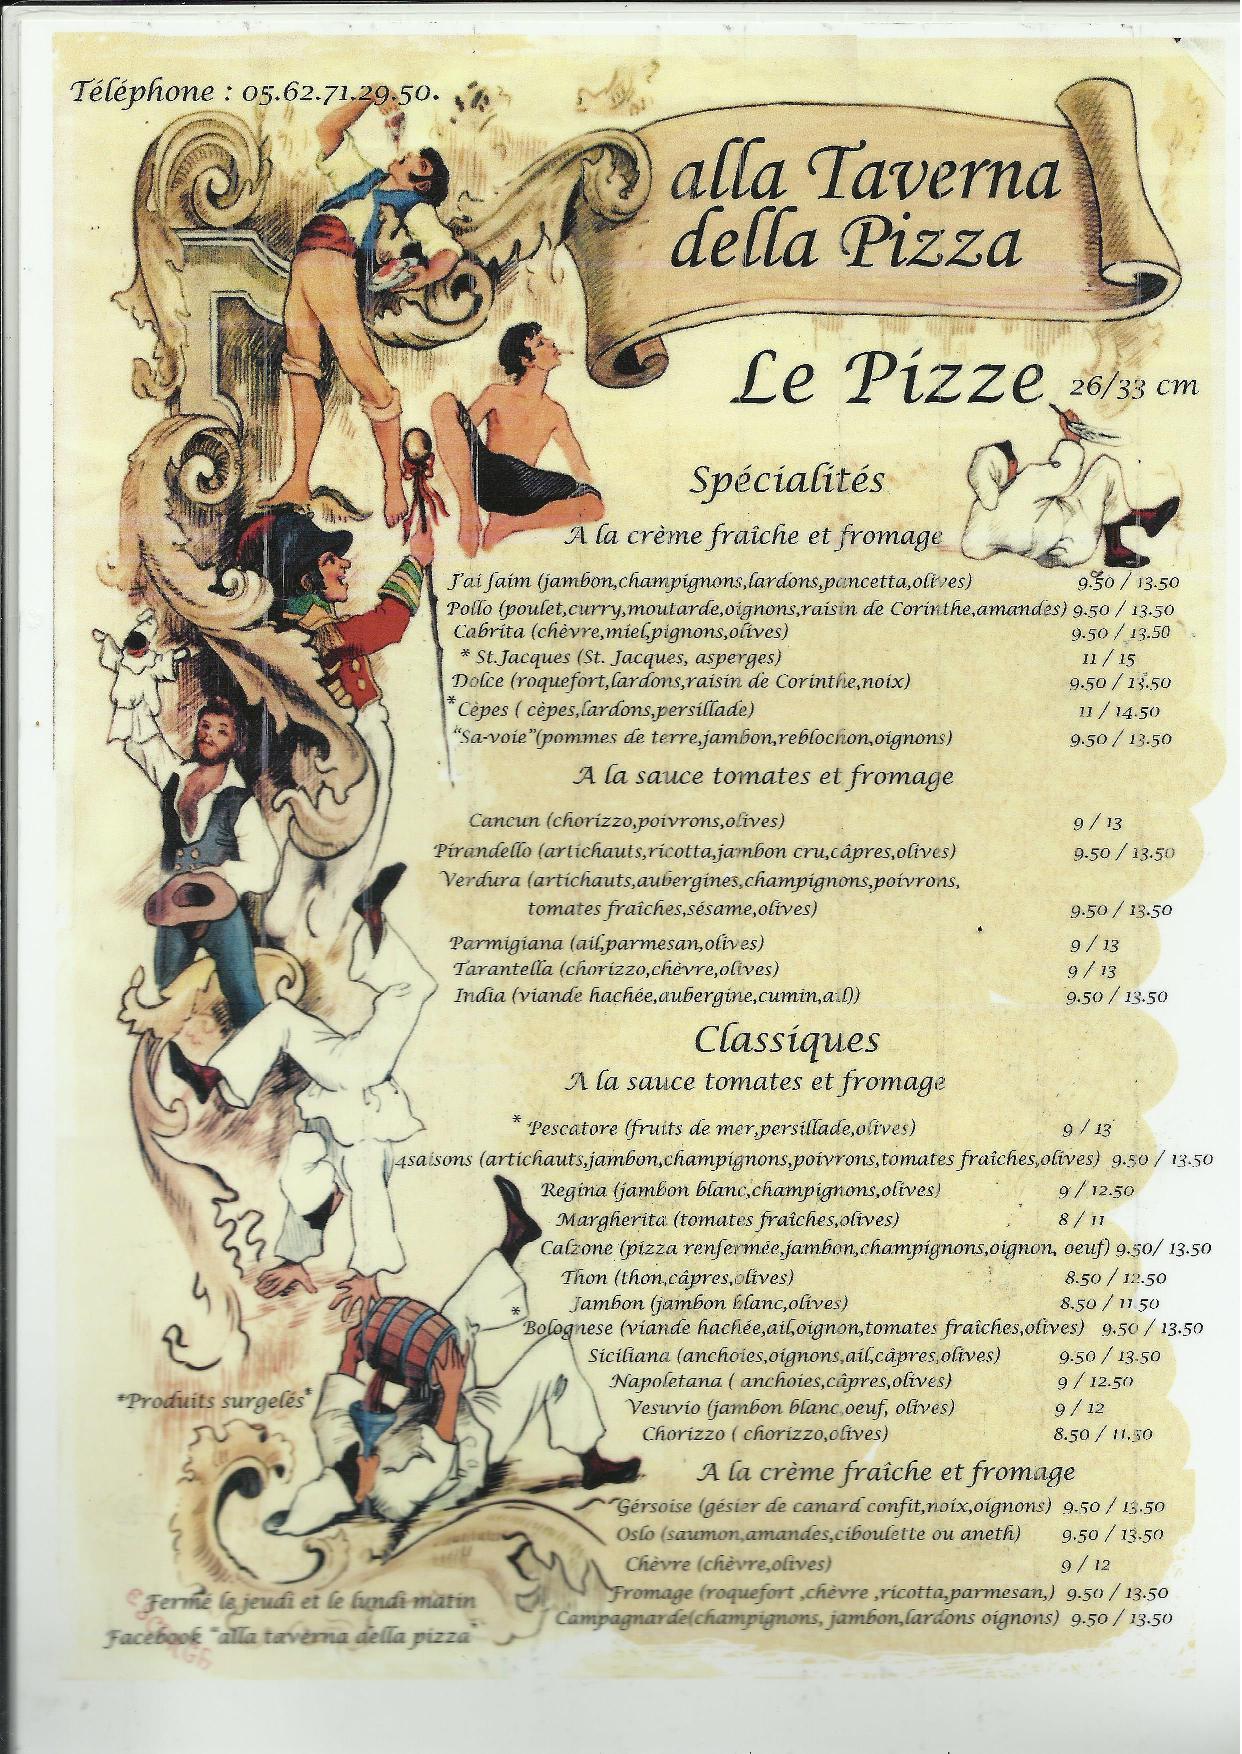 Téléphone : 05.62.71.29.50.
alla Taverna
della Pizza
Le Pizze 26/33 cm
Spécialités
A la crème fraîche et fromage
J'ai faim (jambon,champignons,lardons,pancetta,olives) 9.50 / 13.50
Pollo (poulet,curry,moutarde,oignons,raisin de Corinthe,amandes) 9.50 / 13.50
Cabrita (chèvre,miel,pignons,olives) 9.50 / 13.50
* St.Jacques (St. Jacques, asperges) 11 / 15
Dolce (roquefort,lardons,raisin de Corinthe,noix) 9.50 / 13.50
*Cèpes ( cèpes,lardons,persillade) 11 / 14.50
"Sa-voie"(pommes de terre,jambon,reblochon,oignons) 9.50 / 13.50
A la sauce tomates et fromage
Cancun (chorizzo,poivrons,olives) 9 / 13
Pirandello (artichauts,ricotta,jambon cru,câpres,olives) 9.50 / 13.50
Verdura (artichauts,aubergines,champignons,poivrons,
tomates fraîches,sésame,olives) 9.50 / 13.50
Parmigiana (ail,parmesan,olives) 9 / 13
Tarantella (chorizzo,chèvre,olives) 9 / 13
India (viande hachée,aubergine,cumin,ail)) 9.50 / 13.50
Classiques
A la sauce tomates et fromage
* Pescatore (fruits de mer,persillade,olives) 9 / 13
4saisons (artichauts,jambon,champignons,poivrons,tomates fraîches,olives) 9.50 / 13.50
Regina (jambon blanc,champignons,olives) 9 / 12.50
Margherita (tomates fraîches,olives) 8 / 11
Calzone (pizza renfermée,jambon,champignons,oignon, oeuf) 9.50/ 13.50
Thon (thon,câpres,olives) 8.50 / 12.50
Jambon (jambon blanc,olives) 8.50 / 11.50
* Bolognese (viande hachée,ail,oignon,tomates fraîches,olives) 9.50 / 13.50
Siciliana (anchoies,oignons,ail,câpres,olives) 9.50 / 13.50
Napoletana ( anchoies,câpres,olives) 9 / 12.50
*Produits surgelés*
Vesuvio (jambon blanc,oeuf, olives) 9 / 12
Chorizzo ( chorizzo,olives) 8.50 / 11.50
A la crème fraîche et fromage
Gérsoise (gésier de canard confit,noix,oignons) 9.50 / 13.50
Oslo (saumon,amandes,ciboulette ou aneth) 9.50 / 13.50
Chèvre (chèvre,olives) 9 / 12
Fromage (roquefort ,chèvre ,ricotta,parmesan,) 9.50 / 13.50
Campagnarde(champignons, jambon,lardons oignons) 9.50 / 13.50
Fermé le jeudi et le lundi matin
Facebook "alla taverna della pizza"